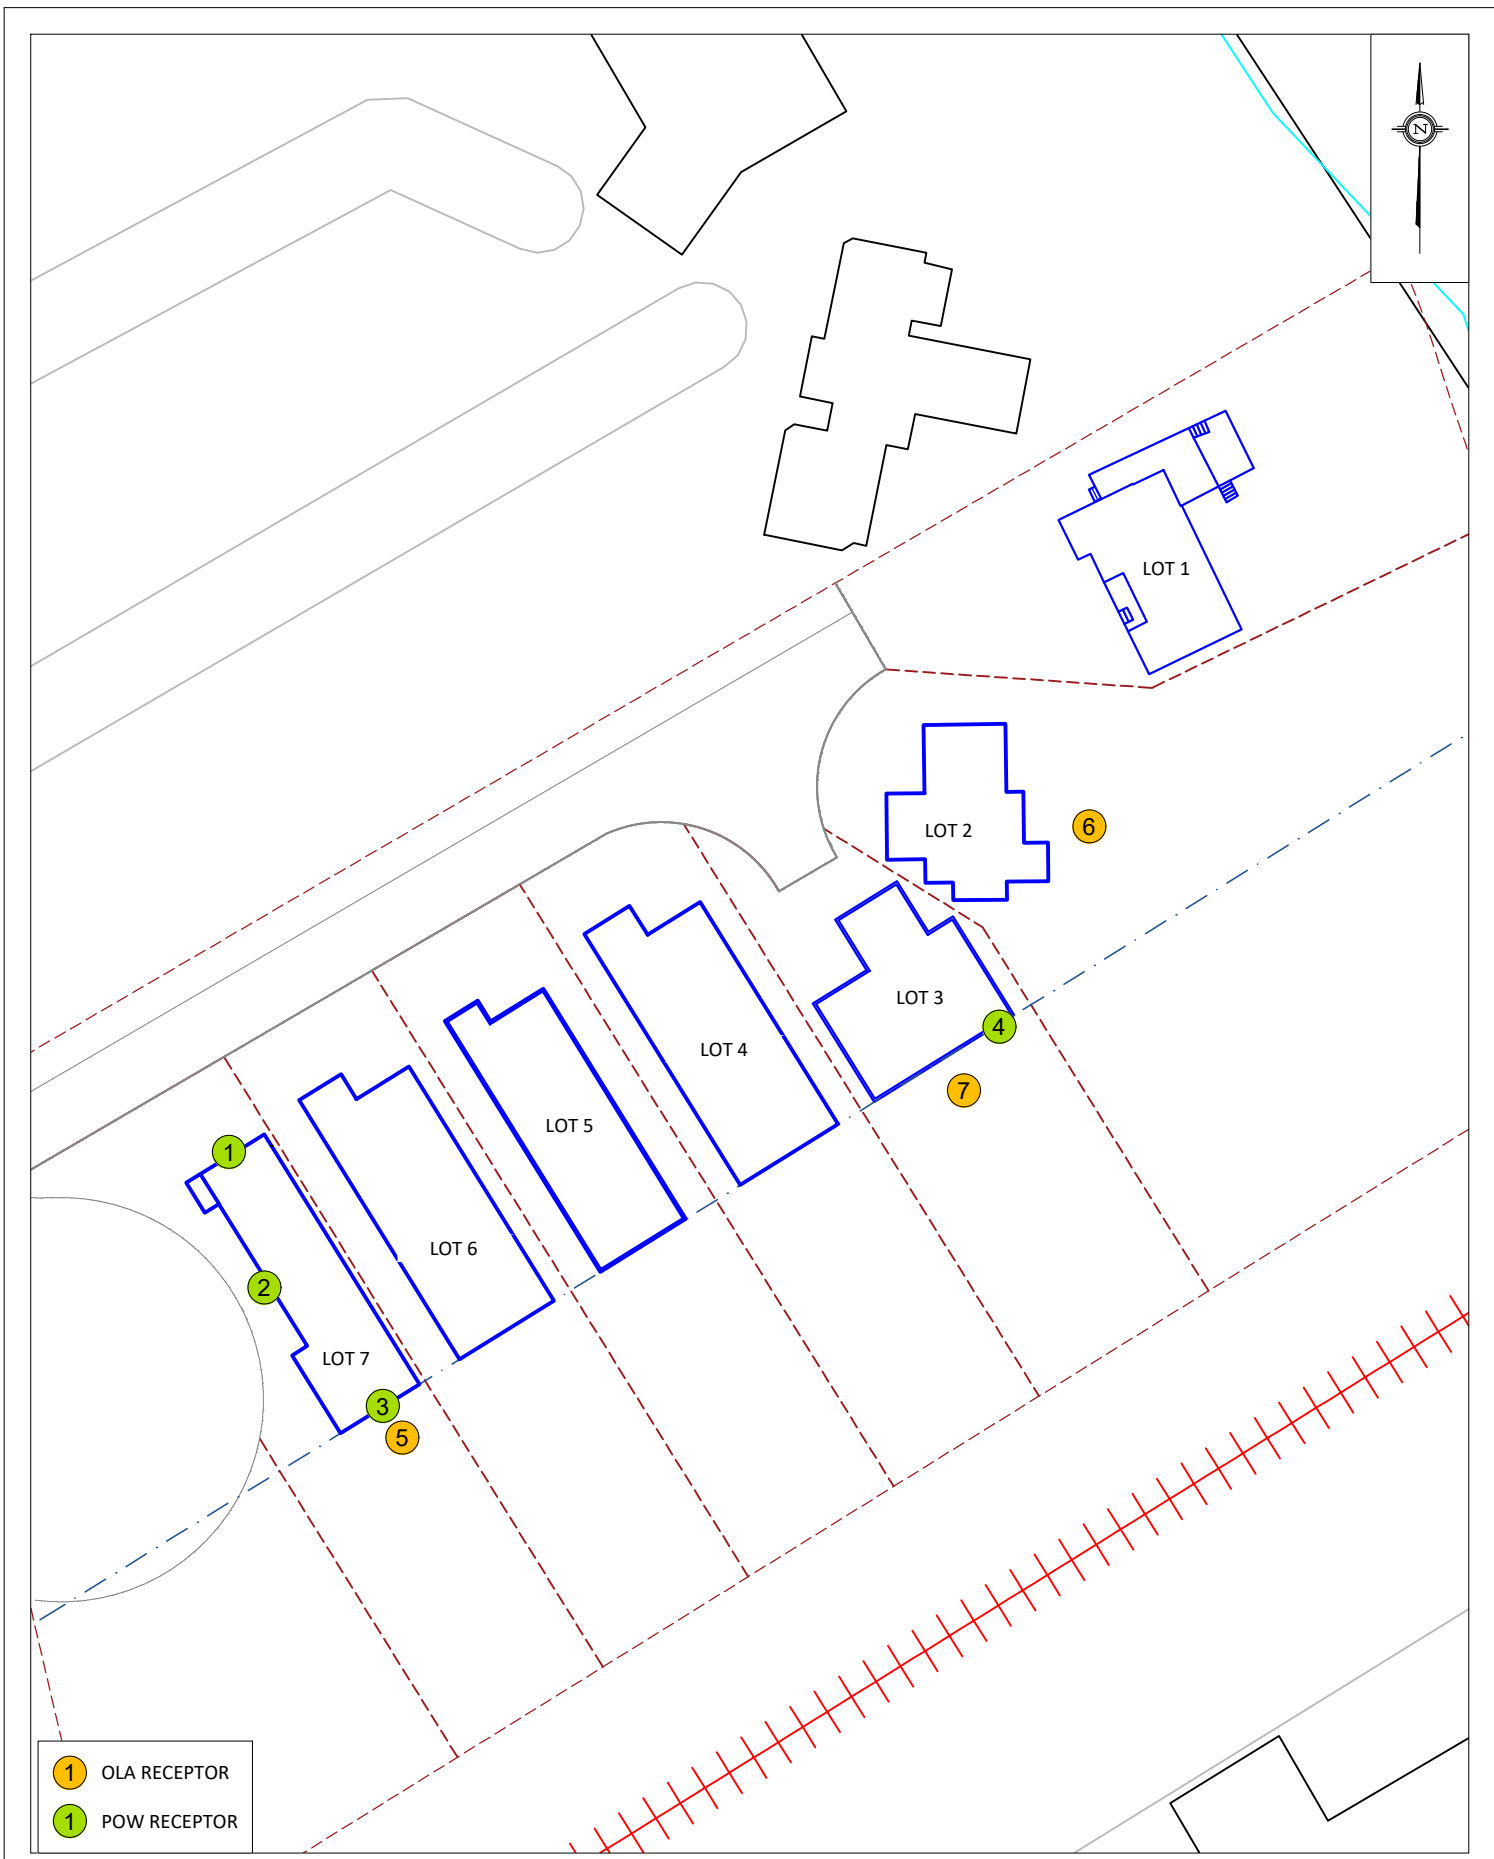 N
LOT 1
LOT 2
6
LOT 3
4
LOT 4
7
LOT 5
1
LOT 6
2
LOT 7
3
5
1 OLA RECEPTOR
1 POW RECEPTOR